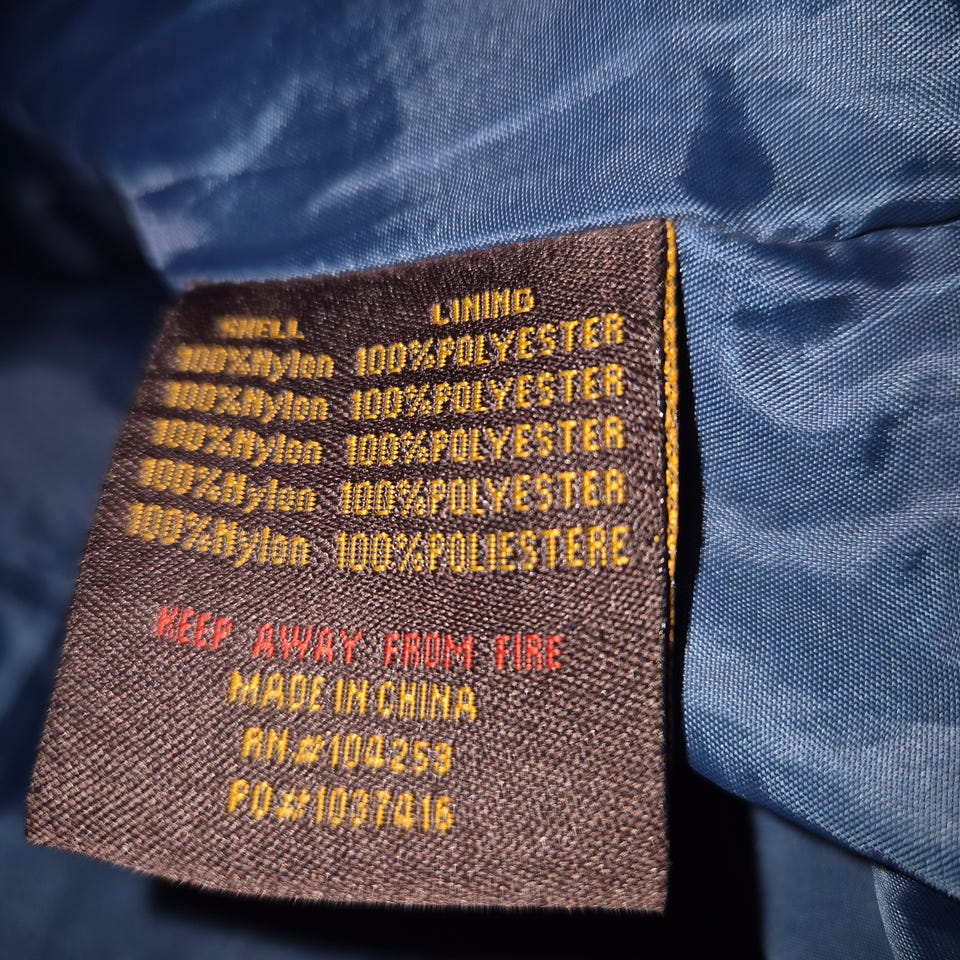 SHELL LINING
100%Nylon 100%POLYESTER
100%Nylon 100%POLYESTER
100%Nylon 100%POLYESTER
100%Nylon 100%POLYESTER
100%Nylon 100%POLIESTERE
KEEP AWAY FROM FIRE
MADE IN CHINA
RN#104253
PO#1037416